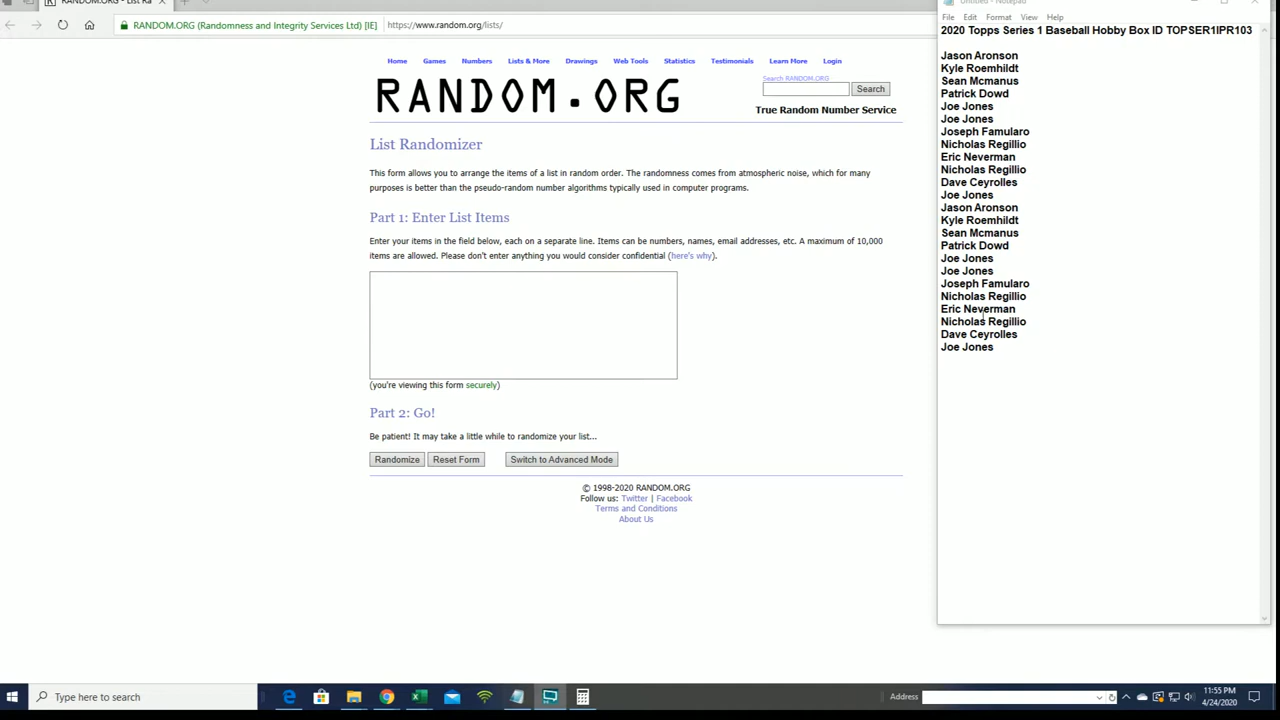 RANDOM.ORG - List Ra
RANDOM.ORG (Randomness and Integrity Services Ltd) [IE]
https://www.random.org/lists/
Home Games Numbers Lists & More Drawings Web Tools Statistics Testimonials Learn More Login
RANDOM.ORG
Search RANDOM.ORG
Search
True Random Number Service
List Randomizer
This form allows you to arrange the items of a list in random order. The randomness comes from atmospheric noise, which for many
purposes is better than the pseudo-random number algorithms typically used in computer programs.
Part 1: Enter List Items
Enter your items in the field below, each on a separate line. Items can be numbers, names, email addresses, etc. A maximum of 10,000
items are allowed. Please don't enter anything you would consider confidential (here's why).
(you're viewing this form securely)
Part 2: Go!
Be patient! It may take a little while to randomize your list...
Randomize Reset Form Switch to Advanced Mode
© 1998-2020 RANDOM.ORG
Follow us: Twitter | Facebook
Terms and Conditions
About Us
Untitled - Notepad
File Edit Format View Help
2020 Topps Series 1 Baseball Hobby Box ID TOPSER1IPR103
Jason Aronson
Kyle Roemhildt
Sean Mcmanus
Patrick Dowd
Joe Jones
Joe Jones
Joseph Famularo
Nicholas Regillio
Eric Neverman
Nicholas Regillio
Dave Ceyrolles
Joe Jones
Jason Aronson
Kyle Roemhildt
Sean Mcmanus
Patrick Dowd
Joe Jones
Joe Jones
Joseph Famularo
Nicholas Regillio
Eric Neverman
Nicholas Regillio
Dave Ceyrolles
Joe Jones
Type here to search
Address
11:55 PM
4/24/2020